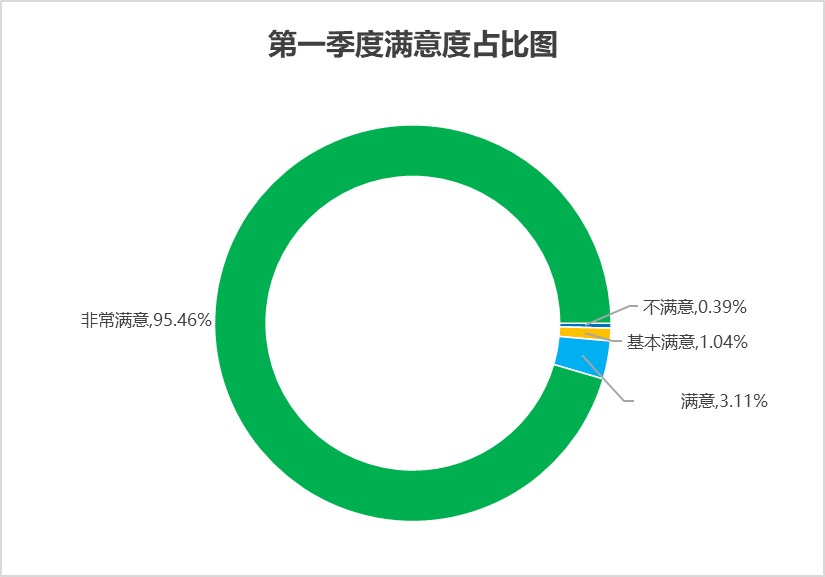 第一季度满意度占比图
不满意,0.39%
非常满意,95.46%
基本满意,1.04%
满意,3.11%